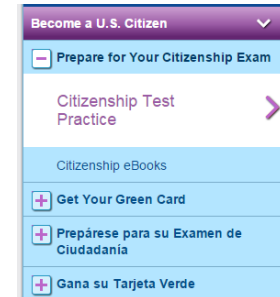 Become a U.S. Citizen
Prepare for Your Citizenship Exam
Citizenship Test
Practice
Citizenship eBooks
Get Your Green Card
Prepárese para su Examen de
Ciudadanía
Gana su Tarjeta Verde